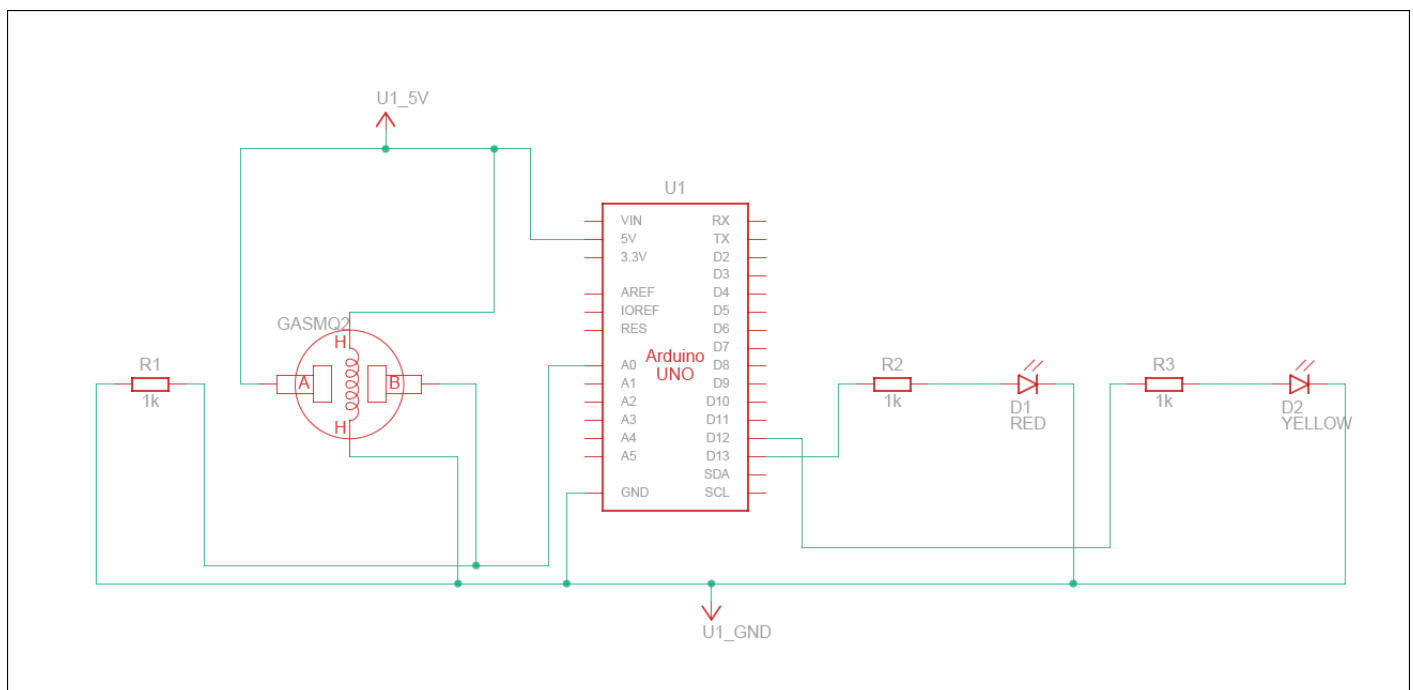 U1_5V
U1
VIN
5V
3.3V
AREF
IOREF
RES
A0
A1
A2
A3
A4
A5
GND
Arduino
UNO
RX
TX
D2
D3
D4
D5
D6
D7
D8
D9
D10
D11
D12
D13
SDA
SCL
GASMQ2
H
A
B
H
R1
1k
R2
1k
D1
RED
R3
1k
D2
YELLOW
U1_GND